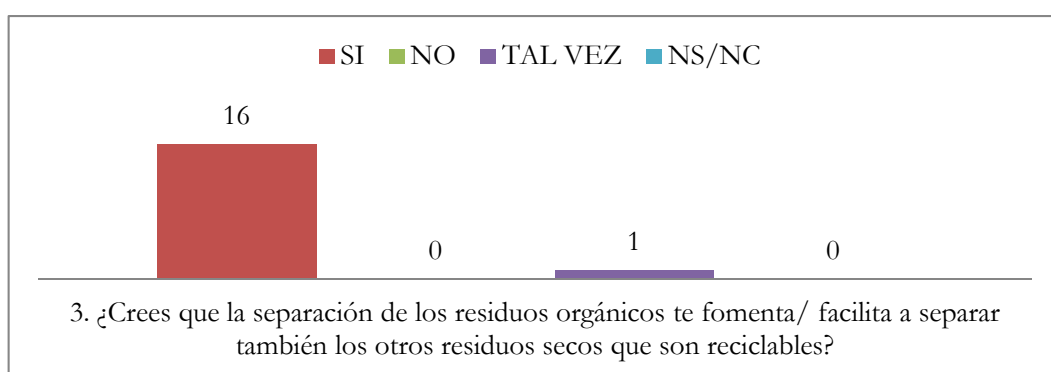 SI NO TAL VEZ NS/NC
16
0
1
0
3. ¿Crees que la separación de los residuos orgánicos te fomenta/ facilita a separar
también los otros residuos secos que son reciclables?